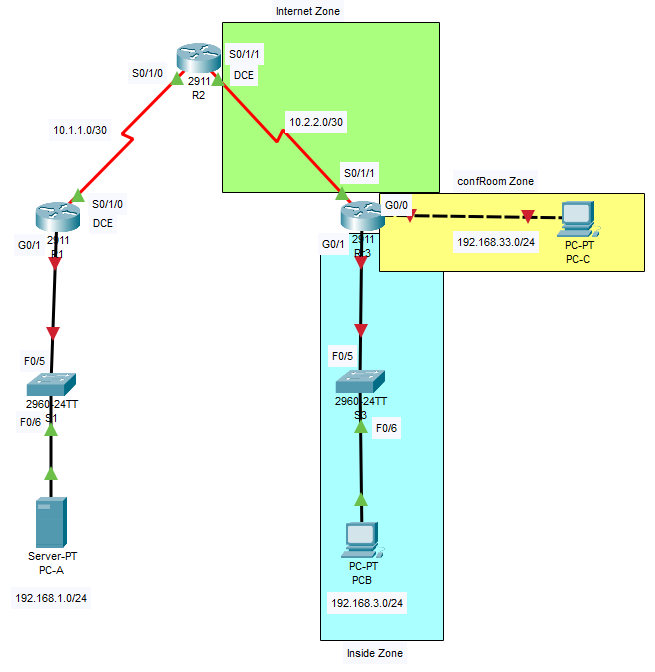 Internet Zone
S0/1/1
DCE
S0/1/0
2911
R2
10.1.1.0/30
10.2.2.0/30
S0/1/1
confRoom Zone
S0/1/0
DCE
G0/0
G0/1
2911
R1
G0/1
2911
192.168.33.0/24
PC-PT
PC-C
F0/5
2960-24TT
S1
F0/6
F0/5
2960-24TT
S3
F0/6
Server-PT
PC-A
192.168.1.0/24
PC-PT
PCB
192.168.3.0/24
Inside Zone